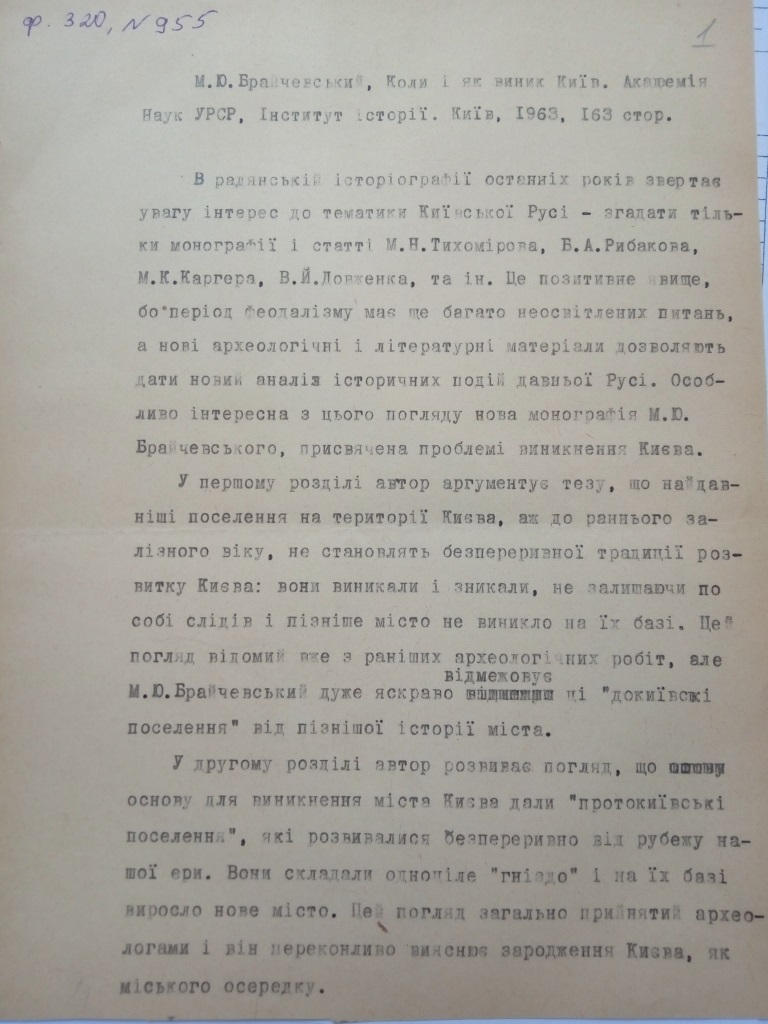 ф. 320, № 955
1
М.Ю.Брайчевський, Коли і як виник Київ. Академія
Наук УРСР, Інститут історії. Київ, 1963, 163 стор.
В радянській історіографії останніх років звертає
увагу інтерес до тематики Київської Русі - згадати тіль-
ки монографії і статті М.Н.Тихомірова, Б.А.Рибакова,
М.К.Каргера, В.Й.Довженка, та ін. Це позитивне явище,
бо період феодалізму має ще багато неосвітлених питань,
а нові археологічні і літературні матеріали дозволяють
дати новий аналіз історичних подій давньої Русі. Особ-
ливо інтересна з цього погляду нова монографія М.Ю.
Брайчевського, присвячена проблемі виникнення Києва.
У першому розділі автор аргументує тезу, що найдав-
ніші поселення на території Києва, аж до раннього за-
лізного віку, не становлять безпереривної традиції роз-
витку Києва: вони виникали і зникали, не залишаючи по
собі слідів і пізніше місто не виникло на їх базі. Цей
погляд відомий вже з раніших археологічних робіт, але
відмежовує
М.Ю.Брайчевський дуже яскраво ці "докиївські
поселення" від пізнішої історії міста.
У другому розділі автор розвиває погляд, що
основу для виникнення міста Києва дали "протокиївські
поселення", які розвивалися безпереривно від рубежу на-
шої ери. Вони складали одноціле "гніздо" і на їх базі
виросло нове місто. Цей погляд загально прийнятий архео-
логами і він переконливо вияснює зародження Києва, як
міського осередку.